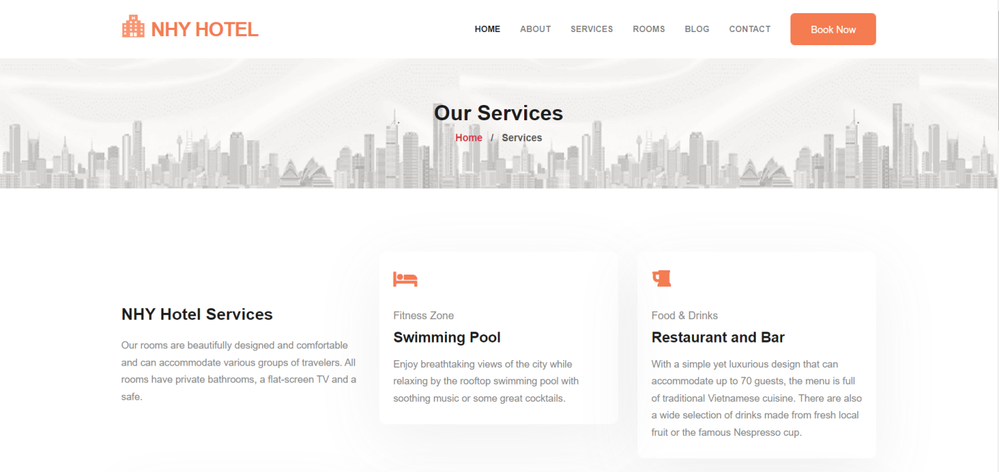 NHY HOTEL
HOME ABOUT SERVICES ROOMS BLOG CONTACT Book Now
Our Services
Home / Services
NHY Hotel Services
Our rooms are beautifully designed and comfortable
and can accommodate various groups of travelers. All
rooms have private bathrooms, a flat-screen TV and a
safe.
Fitness Zone
Swimming Pool
Enjoy breathtaking views of the city while
relaxing by the rooftop swimming pool with
soothing music or some great cocktails.
Food & Drinks
Restaurant and Bar
With a simple yet luxurious design that can
accommodate up to 70 guests, the menu is full
of traditional Vietnamese cuisine. There are also
a wide selection of drinks made from fresh local
fruit or the famous Nespresso cup.